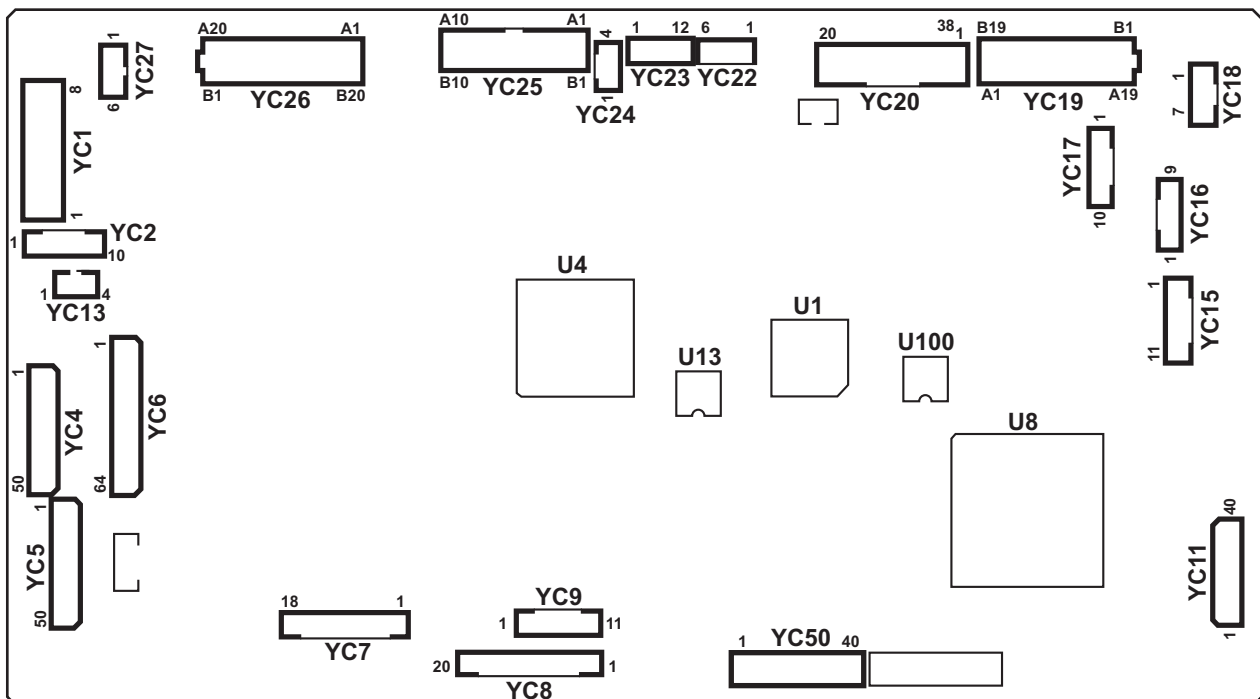 A20 A1
B1 B20
YC26
1
6
YC27
8
1
YC1
A10 A1
B10 B1
YC25
4
1
YC24
1 12
YC23
6 1
YC22
20 38 1
YC20
B19 B1
A1 A19
YC19
1
7
YC18
1
10
YC17
9
1
YC16
1 10
YC2
1 4
YC13
U4
U1
U13
U100
1
11
YC15
1
50
YC4
1
64
YC6
U8
1
50
YC5
40
1
YC11
18 1
YC7
YC9
1 11
20 1
YC8
YC50
1 40